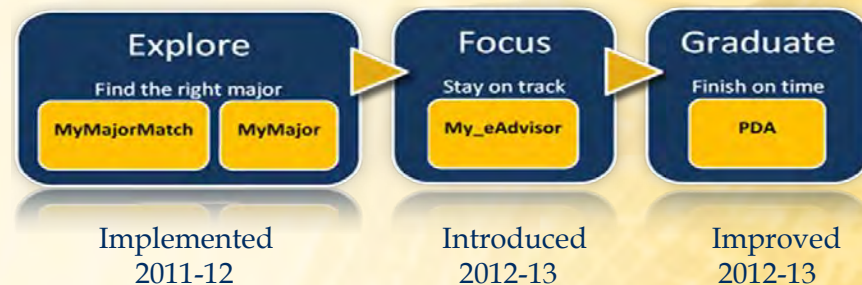 Explore
Find the right major
MyMajorMatch
MyMajor
Focus
Stay on track
My_eAdvisor
Graduate
Finish on time
PDA
Implemented
2011-12
Introduced
2012-13
Improved
2012-13